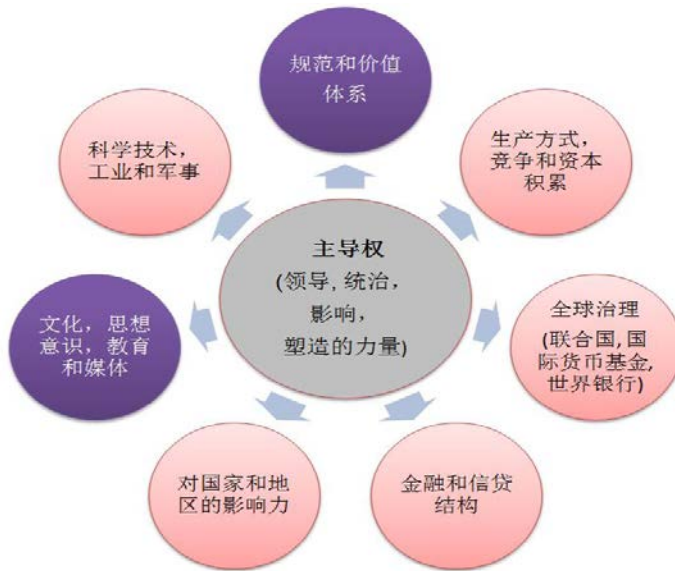 规范和价值
体系
科学技术，
工业和军事
生产方式，
竞争和资本
积累
主导权
(领导, 统治，
影响，
塑造的力量)
文化，思想
意识，教育
和媒体
全球治理
(联合国, 国
际货币基金,
世界银行)
对国家和地
区的影响力
金融和信贷
结构